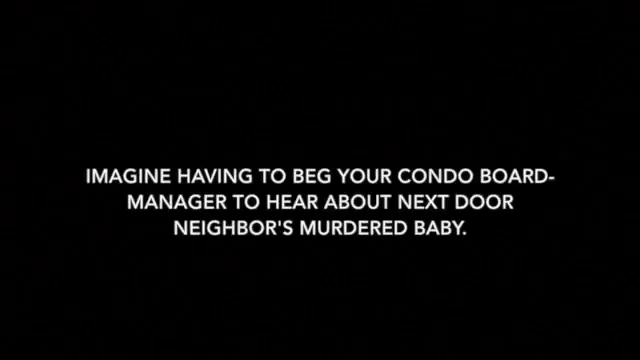 IMAGINE HAVING TO BEG YOUR CONDO BOARD-
MANAGER TO HEAR ABOUT NEXT DOOR
NEIGHBOR'S MURDERED BABY.